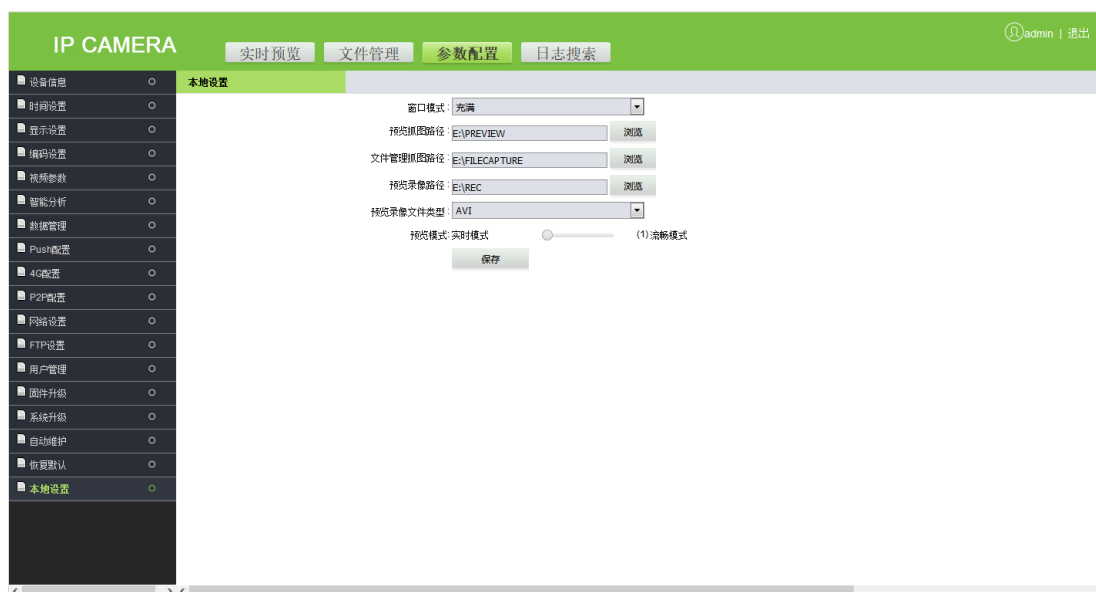 IP CAMERA
实时预览 文件管理 参数配置 日志搜索
admin | 退出
设备信息
时间设置
显示设置
编码设置
视频参数
智能分析
数据管理
Push配置
4G配置
P2P配置
网络设置
FTP设置
用户管理
固件升级
系统升级
自动维护
恢复默认
本地设置
本地设置
窗口模式: 充满
预览抓图路径: E:\PREVIEW 浏览
文件管理抓图路径: E:\FILECAPTURE 浏览
预览录像路径: E:\REC 浏览
预览录像文件类型: AVI
预览模式: 实时模式 (1)流畅模式
保存